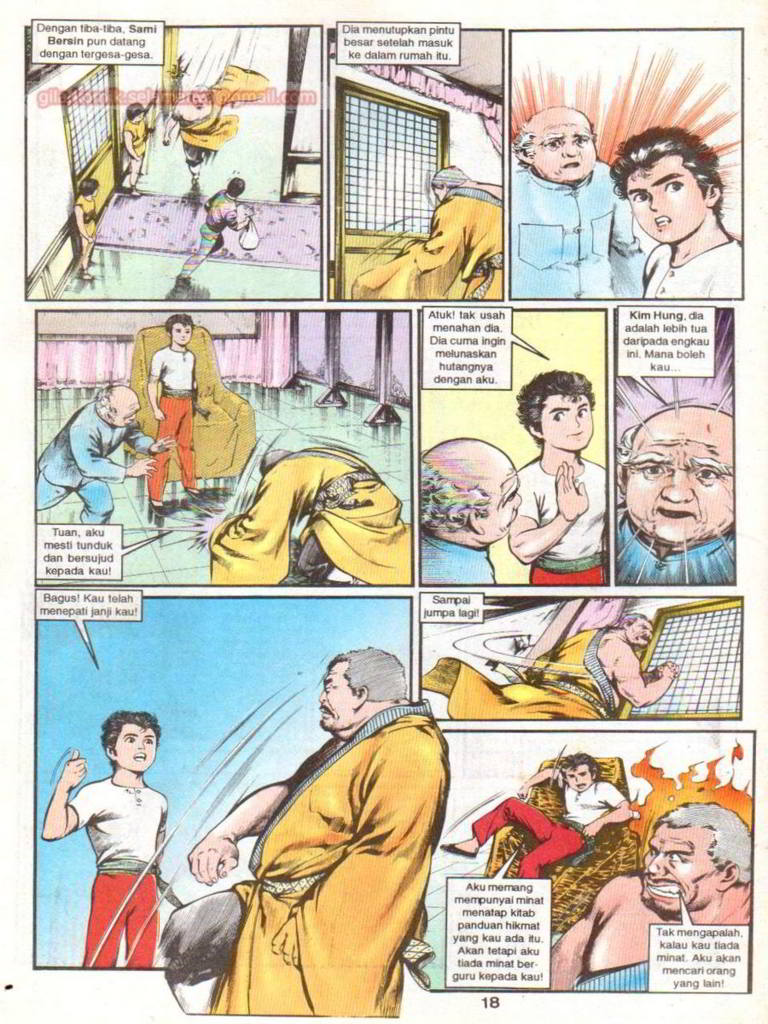 Dengan tiba-tiba, Sami
Bersin pun datang
dengan tergesa-gesa.
Dia menutupkan pintu
besar setelah masuk
ke dalam rumah itu.
Tuan, aku
mesti tunduk
dan bersujud
kepada kau!
Atuk! tak usah
menahan dia.
Dia cuma ingin
melunaskan
hutangnya
dengan aku.
Kim Hung, dia
adalah lebih tua
daripada engkau
ini. Mana boleh
kau...
Bagus! Kau telah
menepati janji kau!
Sampai
jumpa lagi!
Aku memang
mempunyai minat
menatap kitab
panduan hikmat
yang kau ada itu.
Akan tetapi aku
tiada minat ber-
guru kepada kau!
Tak mengapalah,
kalau kau tiada
minat. Aku akan
mencari orang
yang lain!
18